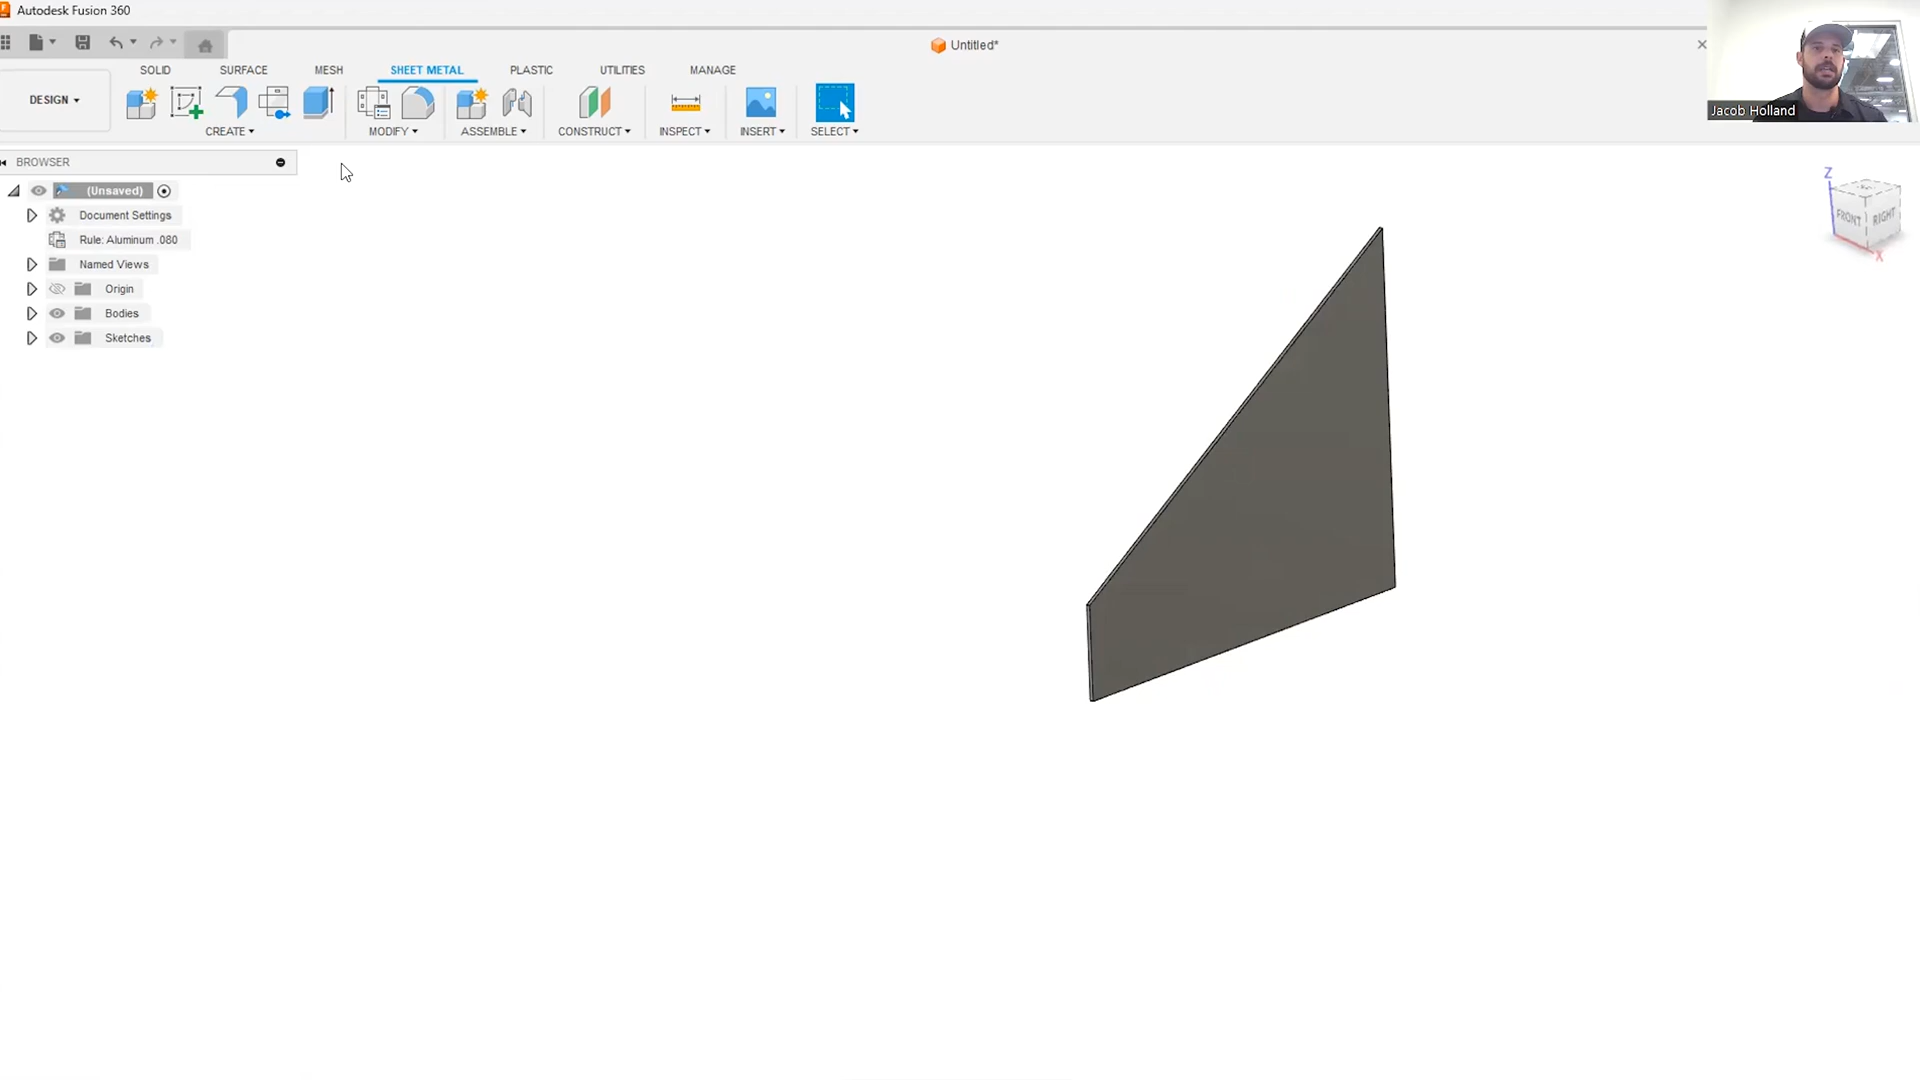 Autodesk Fusion 360
Untitled*
SOLID
SURFACE
MESH
SHEET METAL
PLASTIC
UTILITIES
MANAGE
DESIGN
CREATE
MODIFY
ASSEMBLE
CONSTRUCT
INSPECT
INSERT
SELECT
Jacob Holland
BROWSER
(Unsaved)
Document Settings
Rule: Aluminum .080
Named Views
Origin
Bodies
Sketches
Z
FRONT
RIGHT
X